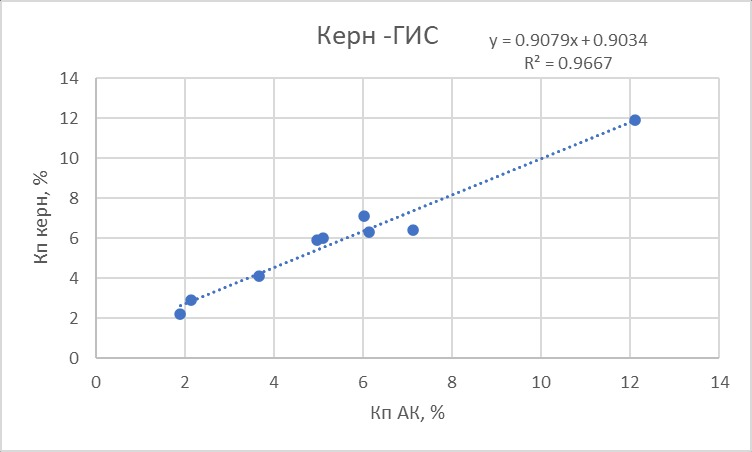 Керн -ГИС
y = 0.9079x + 0.9034
R² = 0.9667
Кп керн, %
14
12
10
8
6
4
2
0
0 2 4 6 8 10 12 14
Кп АК, %